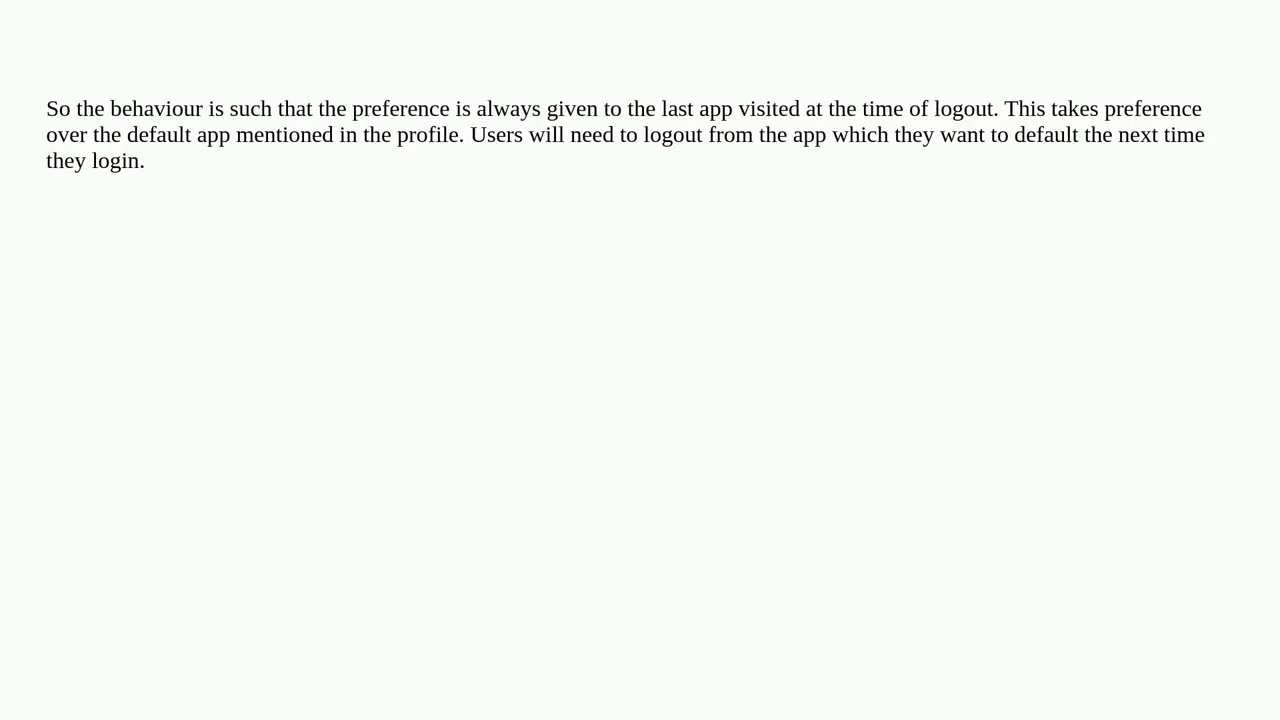 So the behaviour is such that the preference is always given to the last app visited at the time of logout. This takes preference
over the default app mentioned in the profile. Users will need to logout from the app which they want to default the next time
they login.